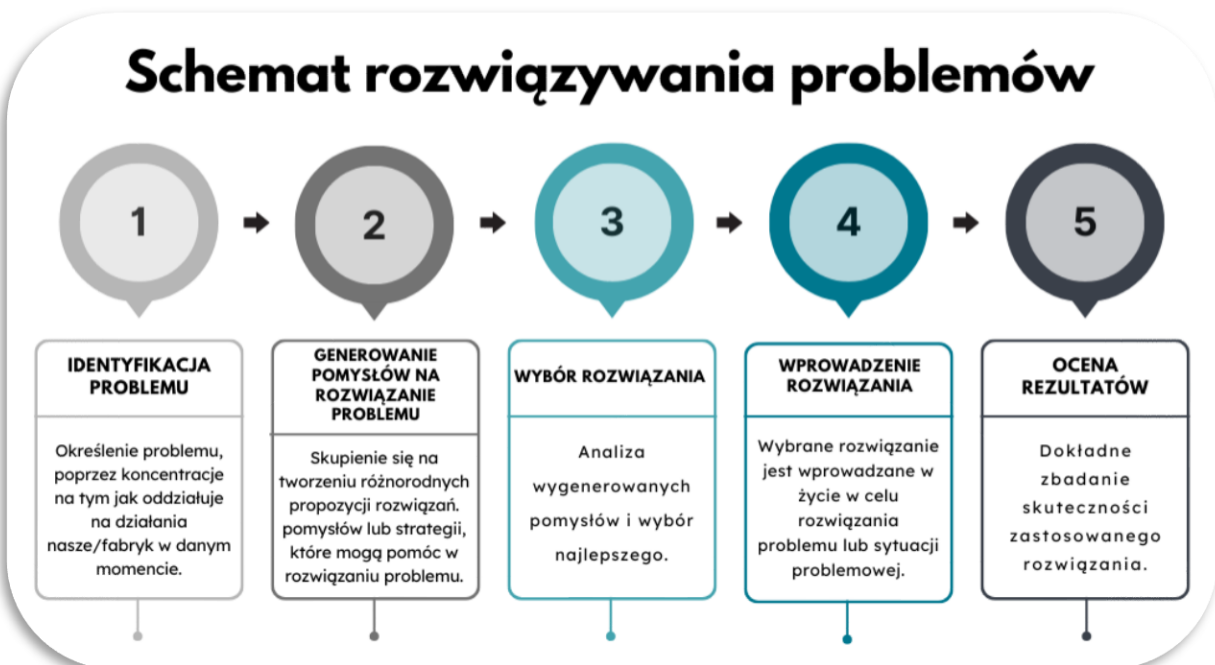 Schemat rozwiązywania problemów
1
2
3
4
5
IDENTYFIKACJA
PROBLEMU
Określenie problemu,
poprzez koncentracje
na tym jak oddziałuje
na działania
nasze/fabryk w danym
momencie.
GENEROWANIE
POMYSŁÓW NA
ROZWIĄZANIE
PROBLEMU
Skupienie się na
tworzeniu różnorodnych
propozycji rozwiązań.
pomysłów lub strategii,
które mogą pomóc w
rozwiązaniu problemu.
WYBÓR ROZWIĄZANIA
Analiza
wygenerowanych
pomysłów i wybór
najlepszego.
WPROWADZENIE
ROZWIĄZANIA
Wybrane rozwiązanie
jest wprowadzane w
życie w celu
rozwiązania
problemu lub sytuacji
problemowej.
OCENA
REZULTATÓW
Dokładne
zbadanie
skuteczności
zastosowanego
rozwiązania.